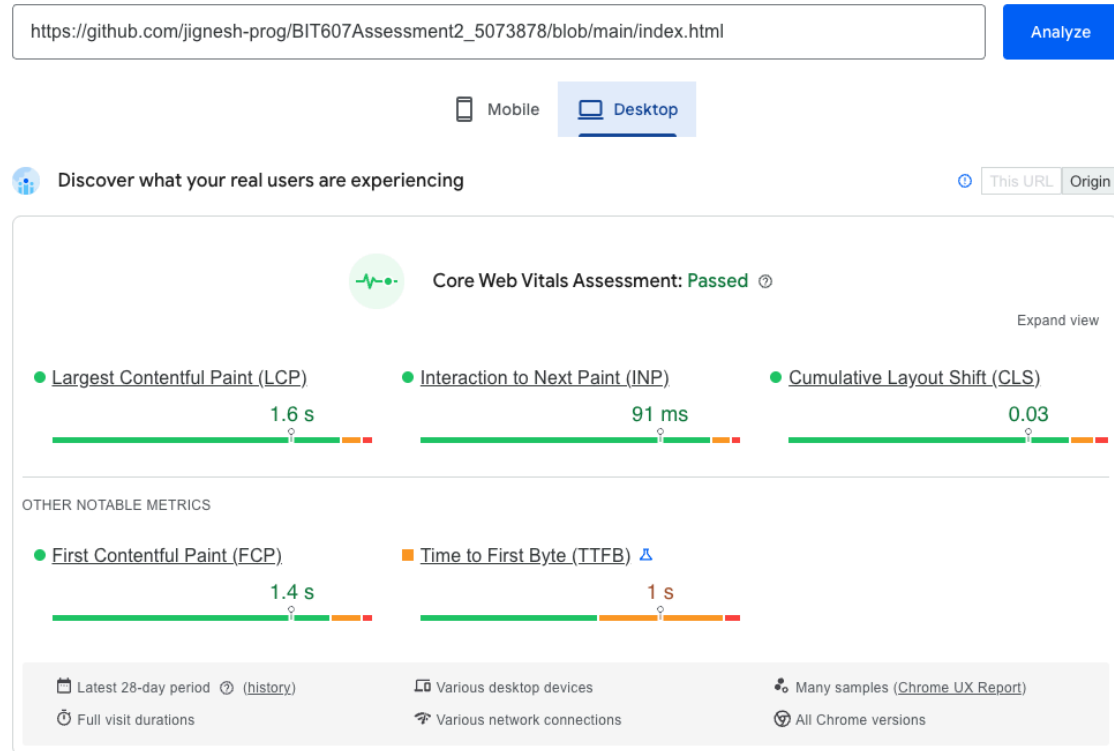 https://github.com/jignesh-prog/BIT607Assessment2_5073878/blob/main/index.html
Analyze
Mobile
Desktop
Discover what your real users are experiencing
This URL
Origin
Core Web Vitals Assessment: Passed
Expand view
Largest Contentful Paint (LCP)
Interaction to Next Paint (INP)
Cumulative Layout Shift (CLS)
1.6 s
91 ms
0.03
OTHER NOTABLE METRICS
First Contentful Paint (FCP)
Time to First Byte (TTFB)
1.4 s
1 s
Latest 28-day period (history)
Various desktop devices
Many samples (Chrome UX Report)
Full visit durations
Various network connections
All Chrome versions